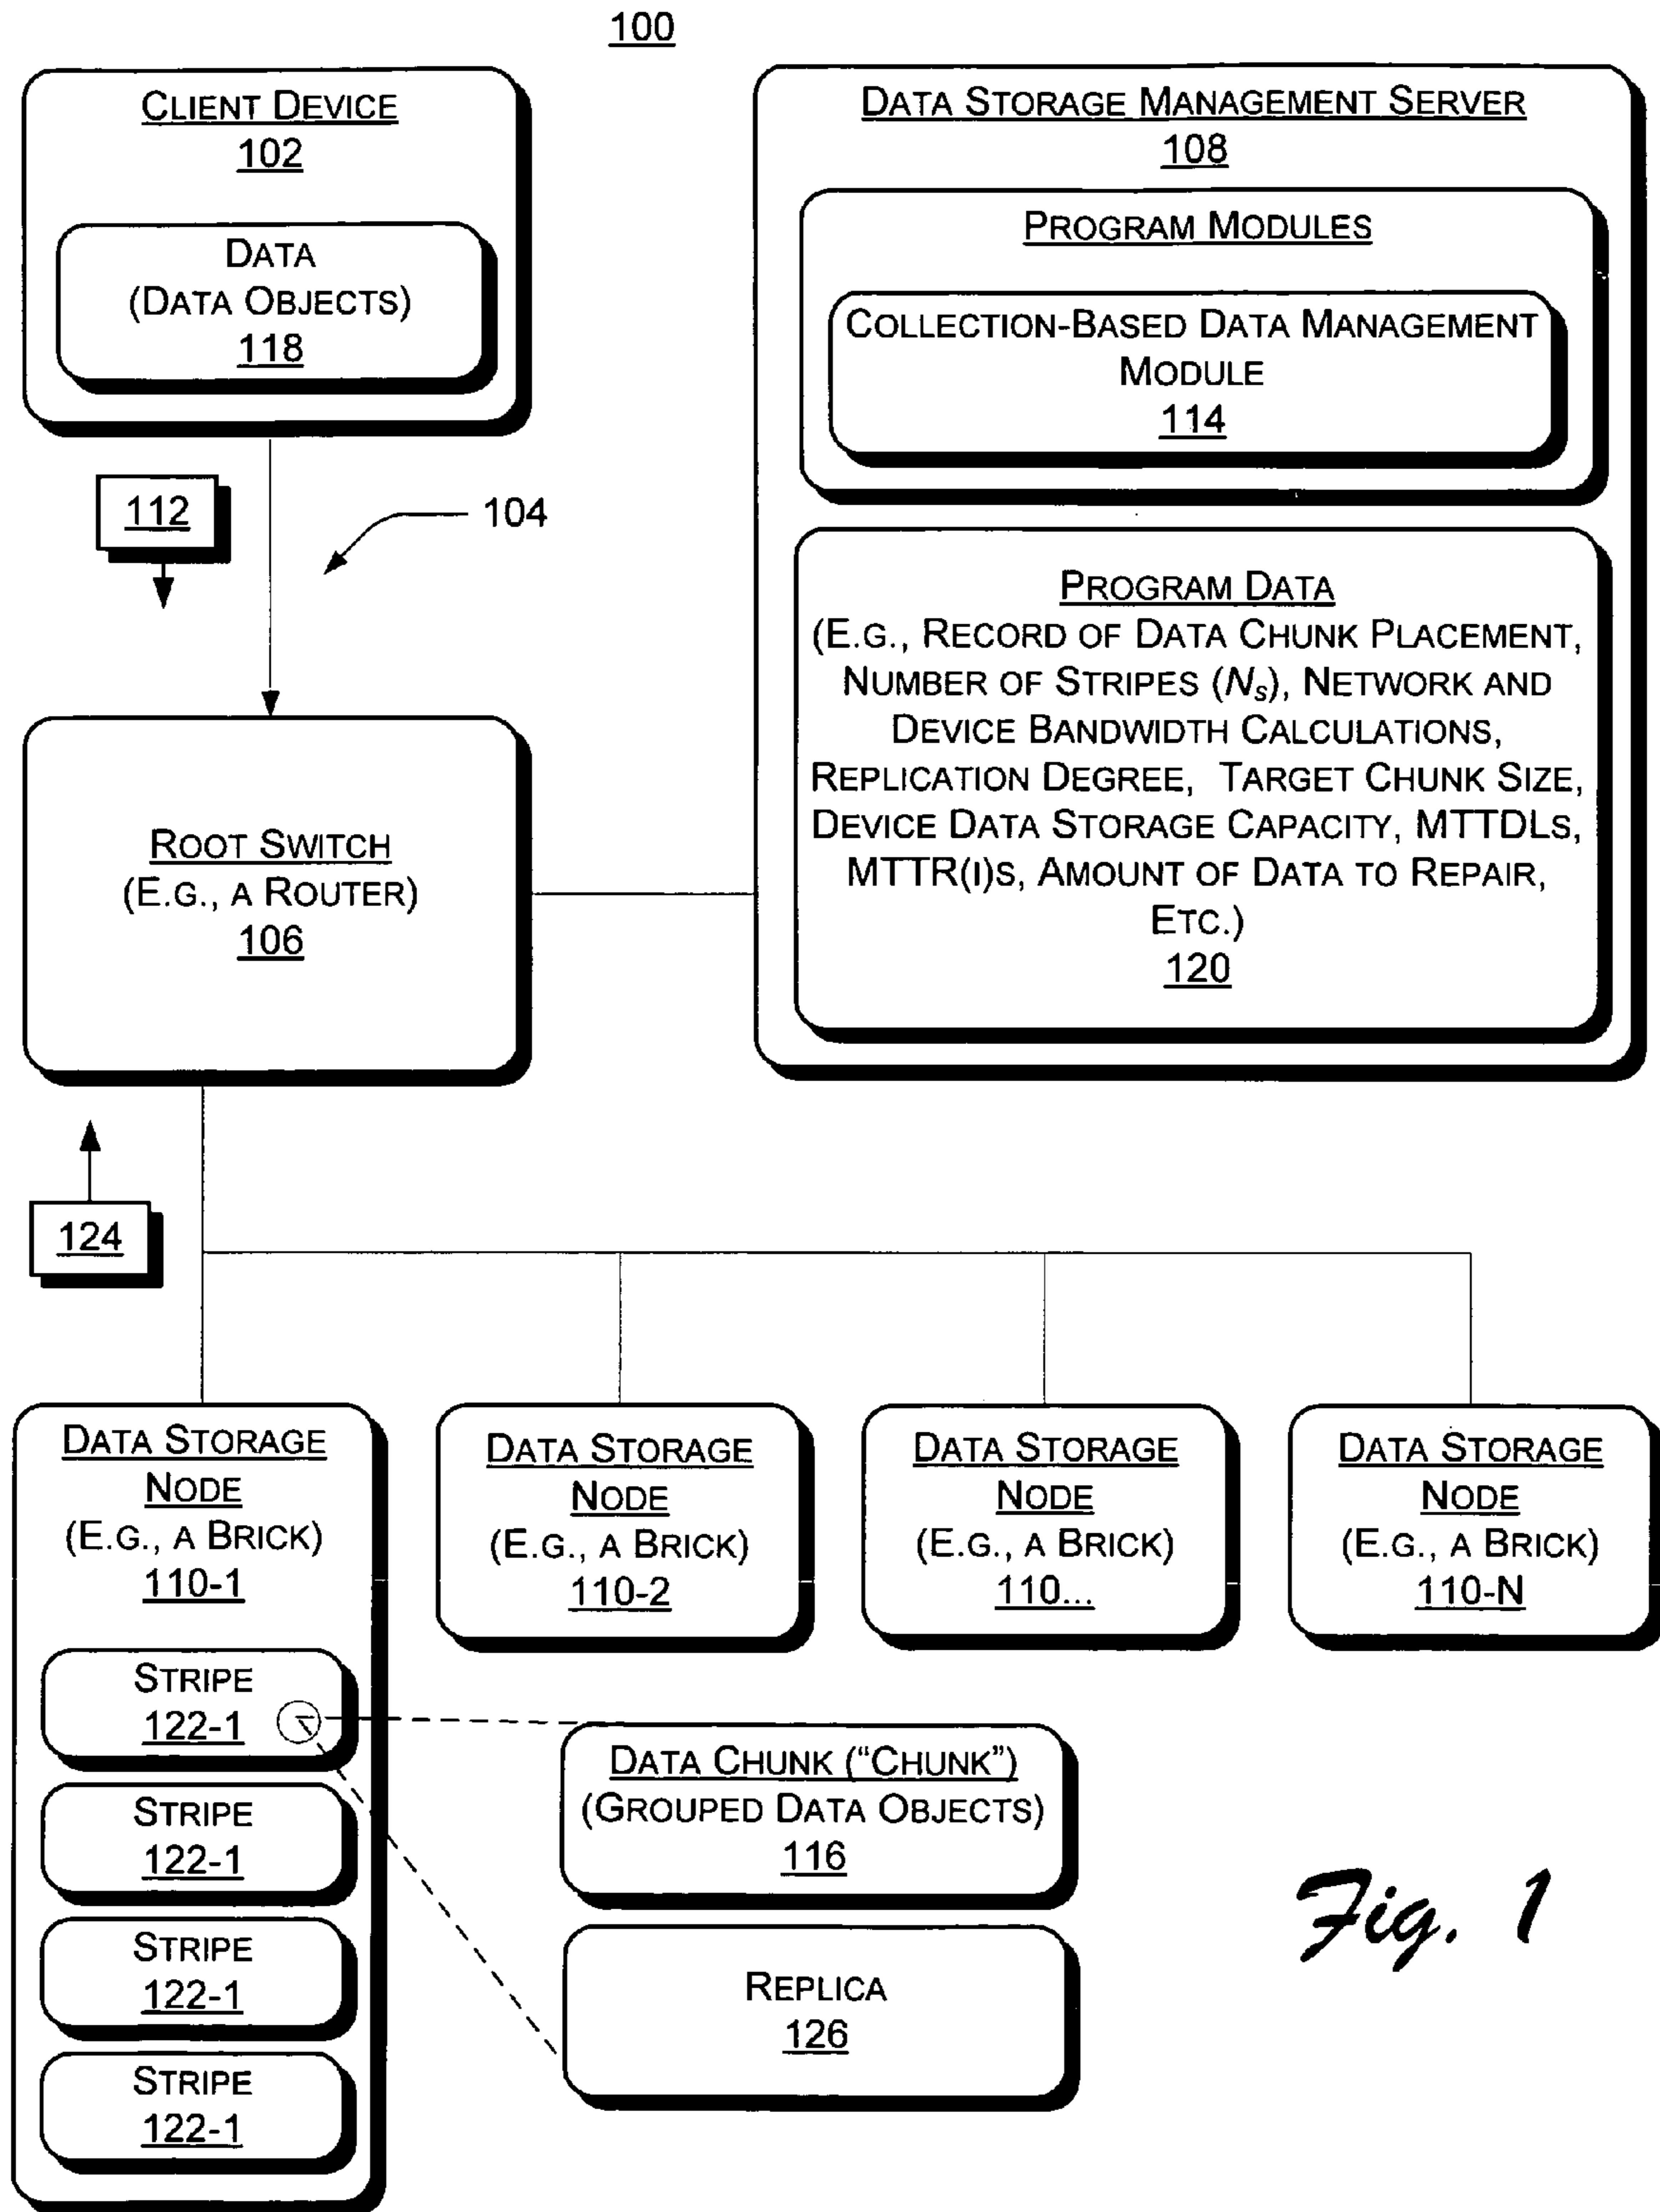 100
CLIENT DEVICE
102
DATA
(DATA OBJECTS)
118
DATA STORAGE MANAGEMENT SERVER
108
PROGRAM MODULES
COLLECTION-BASED DATA MANAGEMENT
MODULE
114
112
104
PROGRAM DATA
(E.G., RECORD OF DATA CHUNK PLACEMENT,
NUMBER OF STRIPES (Ns), NETWORK AND
DEVICE BANDWIDTH CALCULATIONS,
REPLICATION DEGREE, TARGET CHUNK SIZE,
DEVICE DATA STORAGE CAPACITY, MTTDLS,
MTTR(I)S, AMOUNT OF DATA TO REPAIR,
ETC.)
120
ROOT SWITCH
(E.G., A ROUTER)
106
124
DATA STORAGE
NODE
(E.G., A BRICK)
110-1
DATA STORAGE
NODE
(E.G., A BRICK)
110-2
DATA STORAGE
NODE
(E.G., A BRICK)
110...
DATA STORAGE
NODE
(E.G., A BRICK)
110-N
STRIPE
122-1
STRIPE
122-1
STRIPE
122-1
STRIPE
122-1
DATA CHUNK (“CHUNK”)
(GROUPED DATA OBJECTS)
116
REPLICA
126
Fig. 1